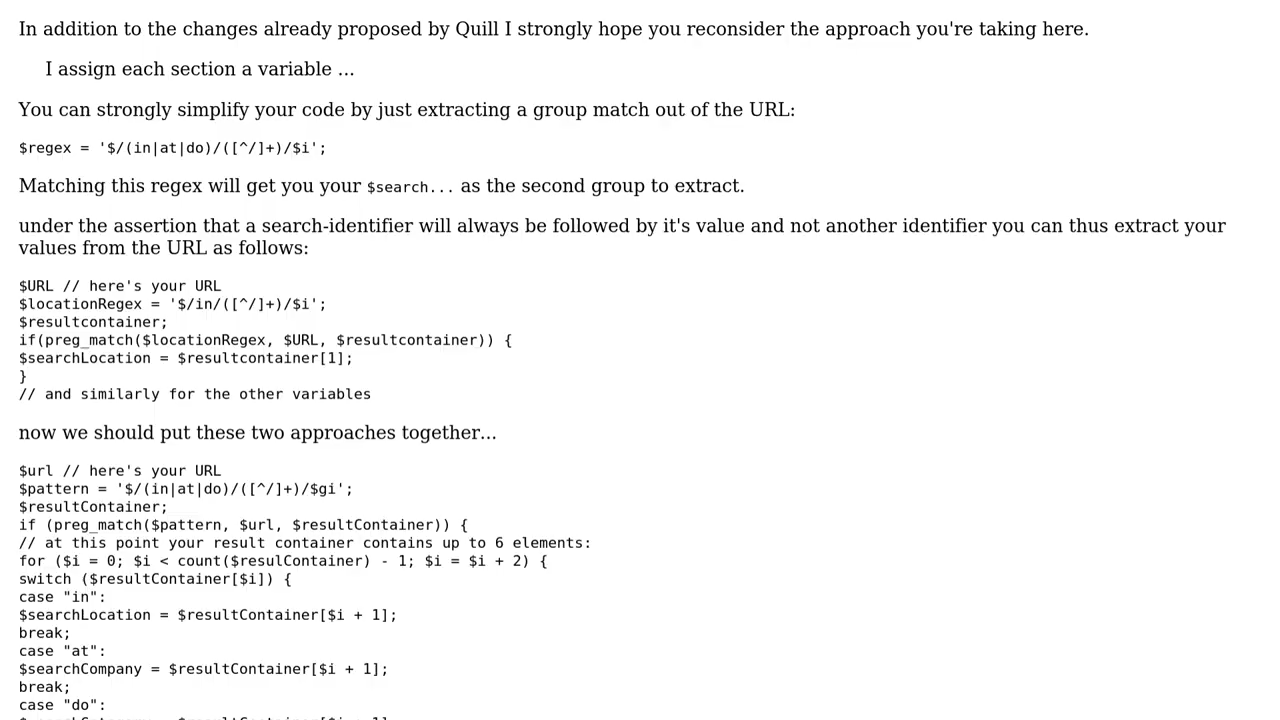 In addition to the changes already proposed by Quill I strongly hope you reconsider the approach you're taking here.
I assign each section a variable ...
You can strongly simplify your code by just extracting a group match out of the URL:
$regex = '$/(in|at|do)/([^/]+)/$i';
Matching this regex will get you your $search... as the second group to extract.
under the assertion that a search-identifier will always be followed by it's value and not another identifier you can thus extract your
values from the URL as follows:
$URL // here's your URL
$locationRegex = '$/in/([^/]+)/$i';
$resultcontainer;
if(preg_match($locationRegex, $URL, $resultcontainer)) {
$searchLocation = $resultcontainer[1];
}
// and similarly for the other variables
now we should put these two approaches together...
$url // here's your URL
$pattern = '$/(in|at|do)/([^/]+)/$gi';
$resultContainer;
if (preg_match($pattern, $url, $resultContainer)) {
// at this point your result container contains up to 6 elements:
for ($i = 0; $i < count($resulContainer) - 1; $i = $i + 2) {
switch ($resultContainer[$i]) {
case "in":
$searchLocation = $resultContainer[$i + 1];
break;
case "at":
$searchCompany = $resultContainer[$i + 1];
break;
case "do":